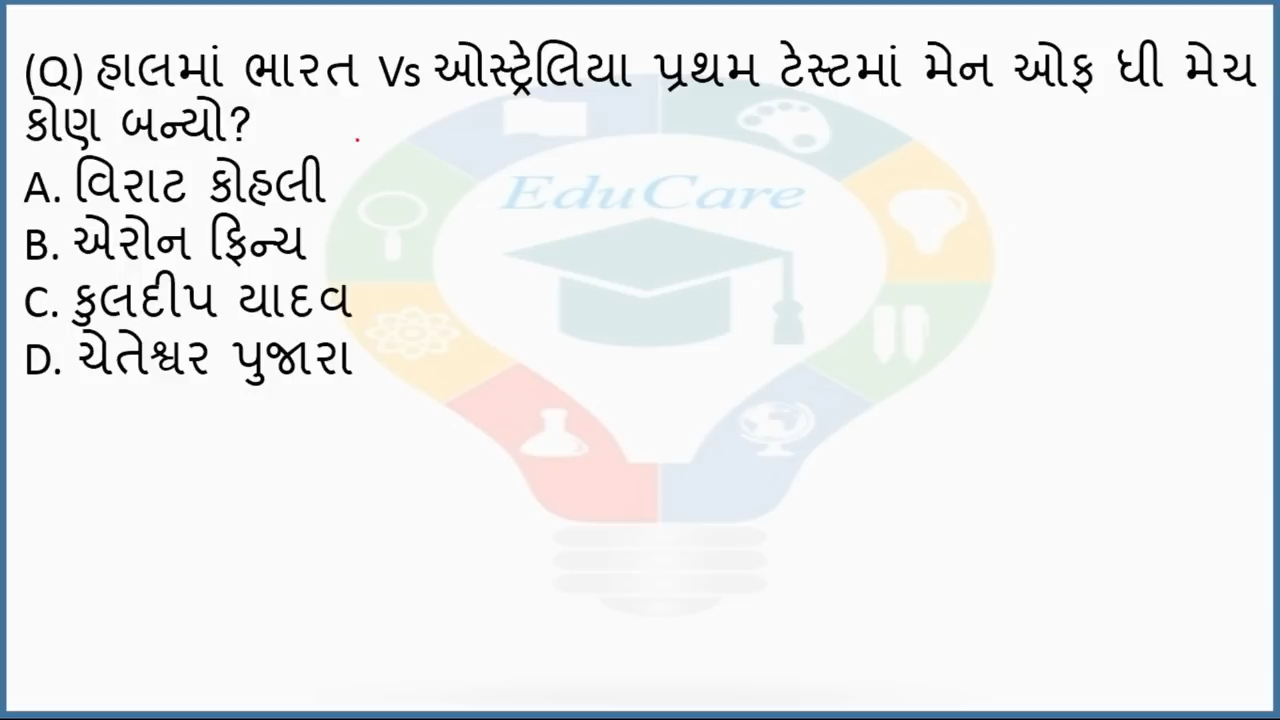 (Q) હાલમાં ભારત Vs ઓસ્ટ્રેલિયા પ્રથમ ટેસ્ટમાં મેન ઓફ ધી મેચ
કોણ બન્યો?
A. વિરાટ કોહલી
B. એરોન ફિન્ચ
C. કુલદીપ યાદવ
D. ચેતેશ્વર પુજારા
EduCare